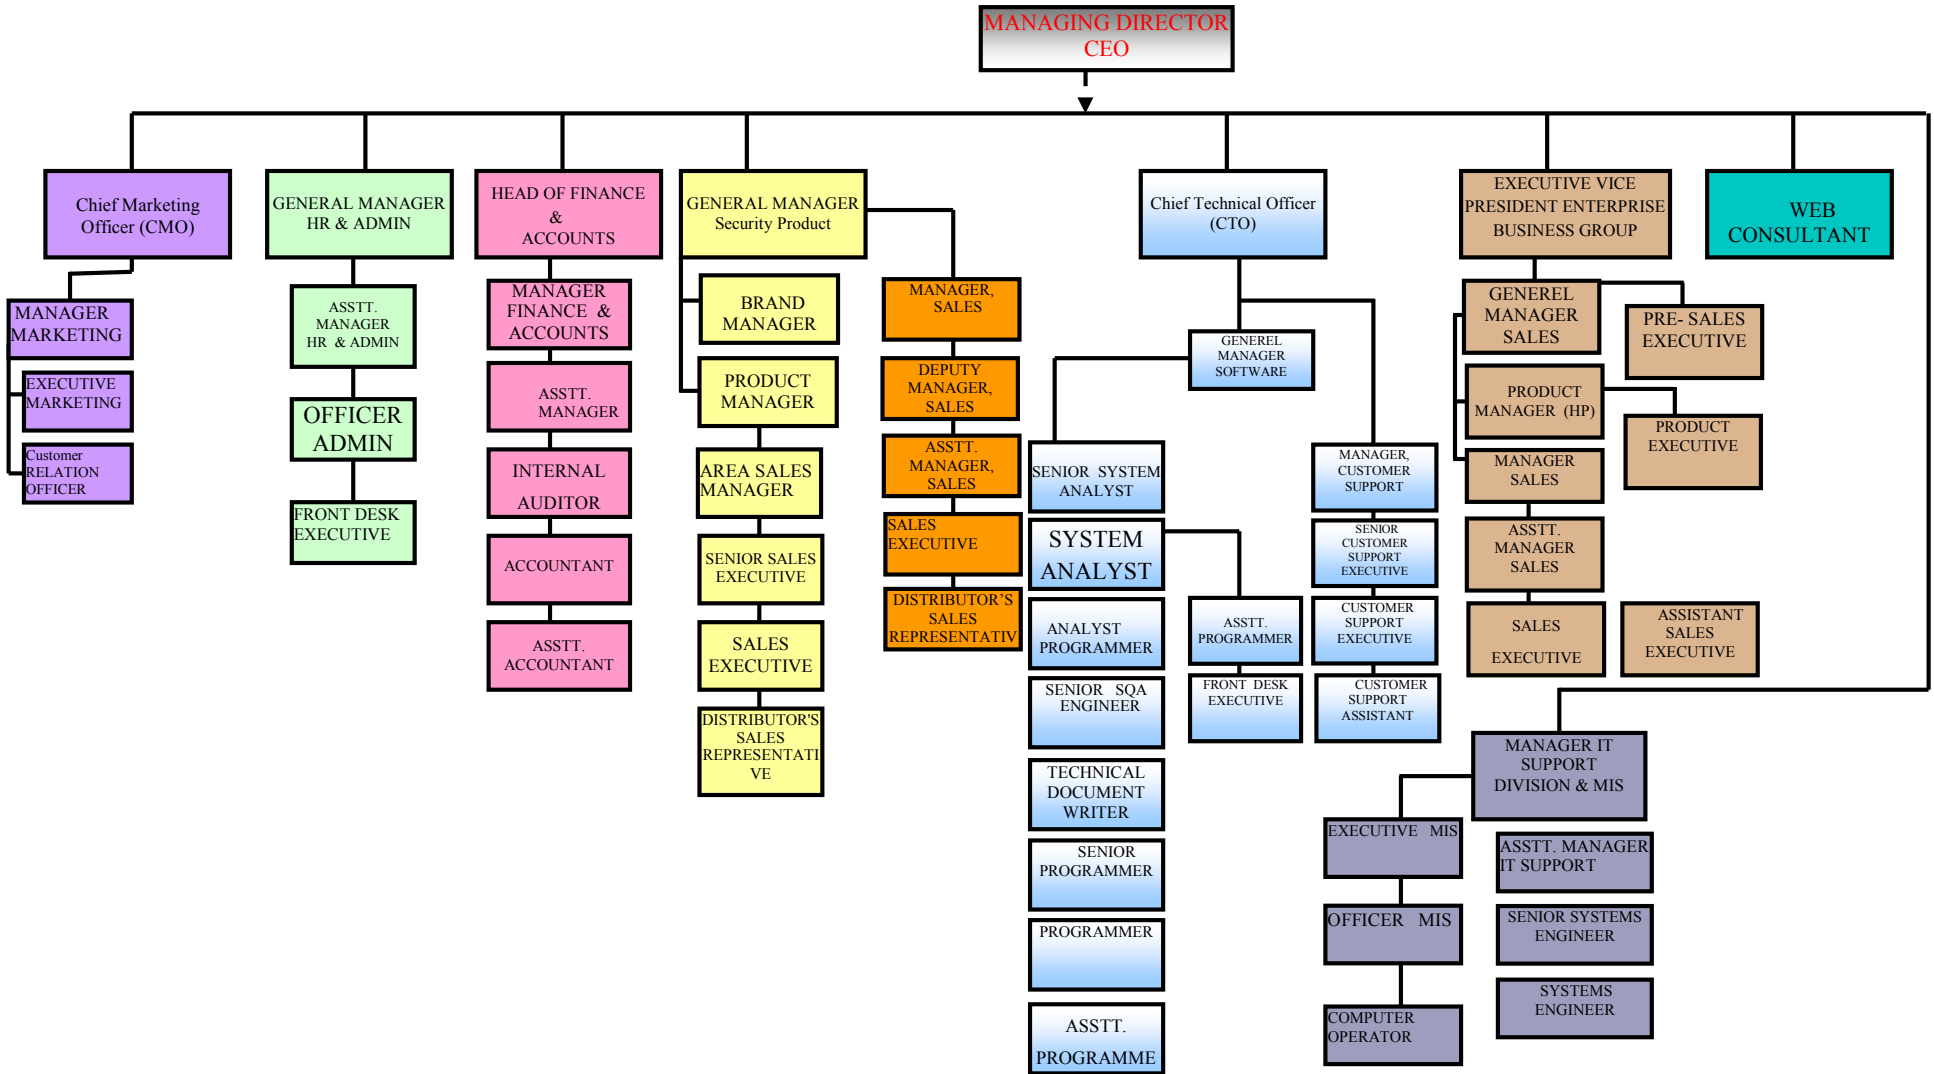 MANAGING DIRECTOR
CEO
Chief Marketing
Officer (CMO)
MANAGER
MARKETING
EXECUTIVE
MARKETING
Customer
RELATION
OFFICER
GENERAL MANAGER
HR & ADMIN
ASSTT.
MANAGER
HR & ADMIN
OFFICER
ADMIN
FRONT DESK
EXECUTIVE
HEAD OF FINANCE
&
ACCOUNTS
MANAGER
FINANCE &
ACCOUNTS
ASSTT.
MANAGER
INTERNAL
AUDITOR
ACCOUNTANT
ASSTT.
ACCOUNTANT
GENERAL MANAGER
Security Product
BRAND
MANAGER
PRODUCT
MANAGER
AREA SALES
MANAGER
SENIOR SALES
EXECUTIVE
SALES
EXECUTIVE
DISTRIBUTOR'S
SALES
REPRESENTATI
VE
MANAGER,
SALES
DEPUTY
MANAGER,
SALES
ASSTT.
MANAGER,
SALES
SALES
EXECUTIVE
DISTRIBUTOR’S
SALES
REPRESENTATIV
Chief Technical Officer
(CTO)
GENEREL
MANAGER
SOFTWARE
SENIOR SYSTEM
ANALYST
SYSTEM
ANALYST
ANALYST
PROGRAMMER
SENIOR SQA
ENGINEER
TECHNICAL
DOCUMENT
WRITER
SENIOR
PROGRAMMER
PROGRAMMER
ASSTT.
PROGRAMME
ASSTT.
PROGRAMMER
FRONT DESK
EXECUTIVE
MANAGER,
CUSTOMER
SUPPORT
SENIOR
CUSTOMER
SUPPORT
EXECUTIVE
CUSTOMER
SUPPORT
EXECUTIVE
CUSTOMER
SUPPORT
ASSISTANT
EXECUTIVE VICE
PRESIDENT ENTERPRISE
BUSINESS GROUP
GENEREL
MANAGER
SALES
PRE- SALES
EXECUTIVE
PRODUCT
MANAGER (HP)
PRODUCT
EXECUTIVE
MANAGER
SALES
ASSTT.
MANAGER
SALES
SALES
EXECUTIVE
ASSISTANT
SALES
EXECUTIVE
WEB
CONSULTANT
MANAGER IT
SUPPORT
DIVISION & MIS
EXECUTIVE MIS
OFFICER MIS
COMPUTER
OPERATOR
ASSTT. MANAGER
IT SUPPORT
SENIOR SYSTEMS
ENGINEER
SYSTEMS
ENGINEER